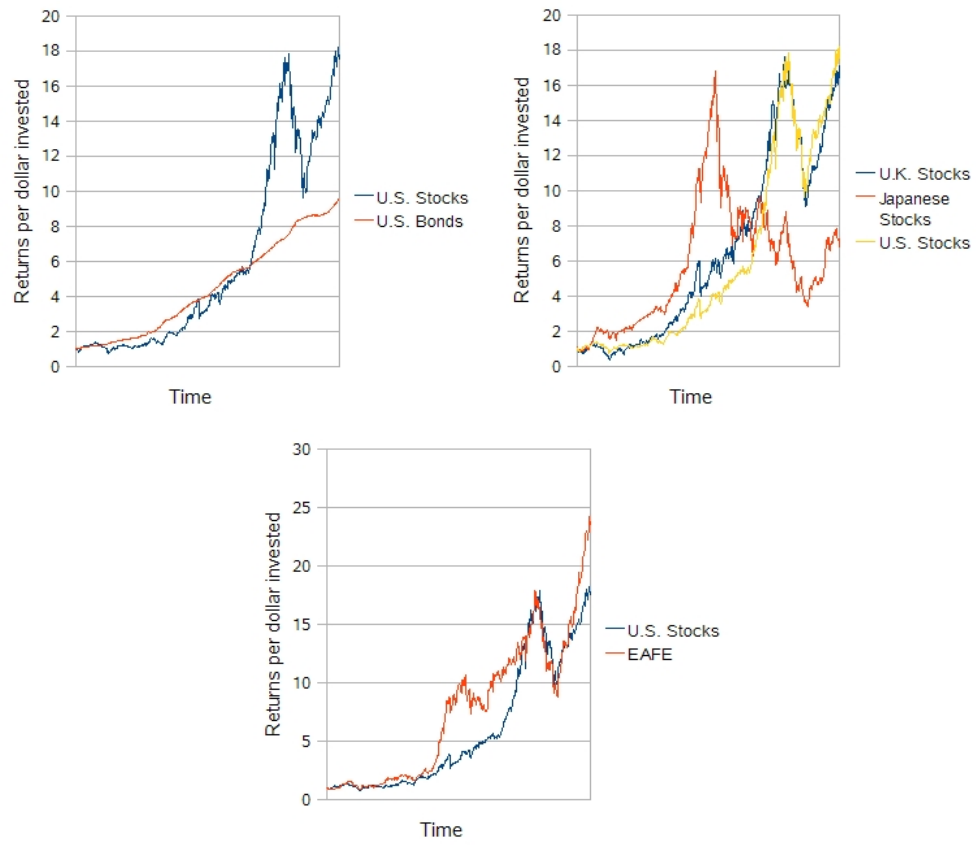 20
18
16
14
12
10
8
6
4
2
0
Returns per dollar invested
Time
U.S. Stocks
U.S. Bonds
20
18
16
14
12
10
8
6
4
2
0
Returns per dollar invested
Time
U.K. Stocks
Japanese
Stocks
U.S. Stocks
30
25
20
15
10
5
0
Returns per dollar invested
Time
U.S. Stocks
EAFE